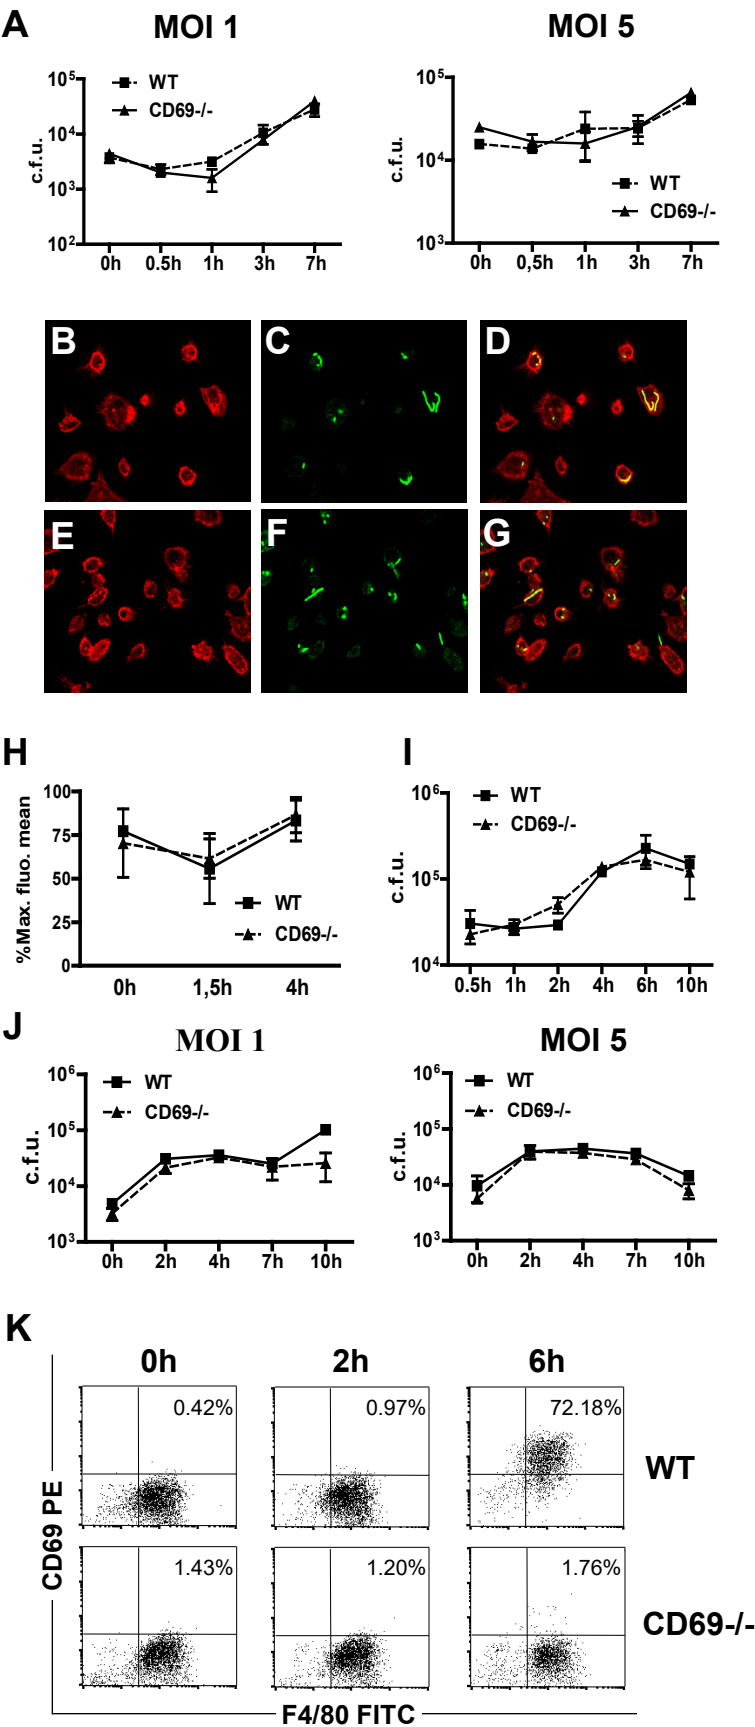 A
MOI 1
MOI 5
10⁵
10⁴
10³
10²
c.f.u.
WT
CD69-/-
0h 0.5h 1h 3h 7h
10⁵
10⁴
10³
c.f.u.
WT
CD69-/-
0h 0,5h 1h 3h 7h
B
C
D
E
F
G
H
100
75
50
25
0
%Max. fluo. mean
WT
CD69-/-
0h 1,5h 4h
I
10⁶
10⁵
10⁴
c.f.u.
WT
CD69-/-
0.5h 1h 2h 4h 6h 10h
J
MOI 1
MOI 5
10⁶
10⁵
10⁴
10³
c.f.u.
WT
CD69-/-
0h 2h 4h 7h 10h
10⁶
10⁵
10⁴
10³
c.f.u.
WT
CD69-/-
0h 2h 4h 7h 10h
K
0h 2h 6h
0.42% 0.97% 72.18%
WT
1.43% 1.20% 1.76%
CD69-/-
CD69 PE
F4/80 FITC